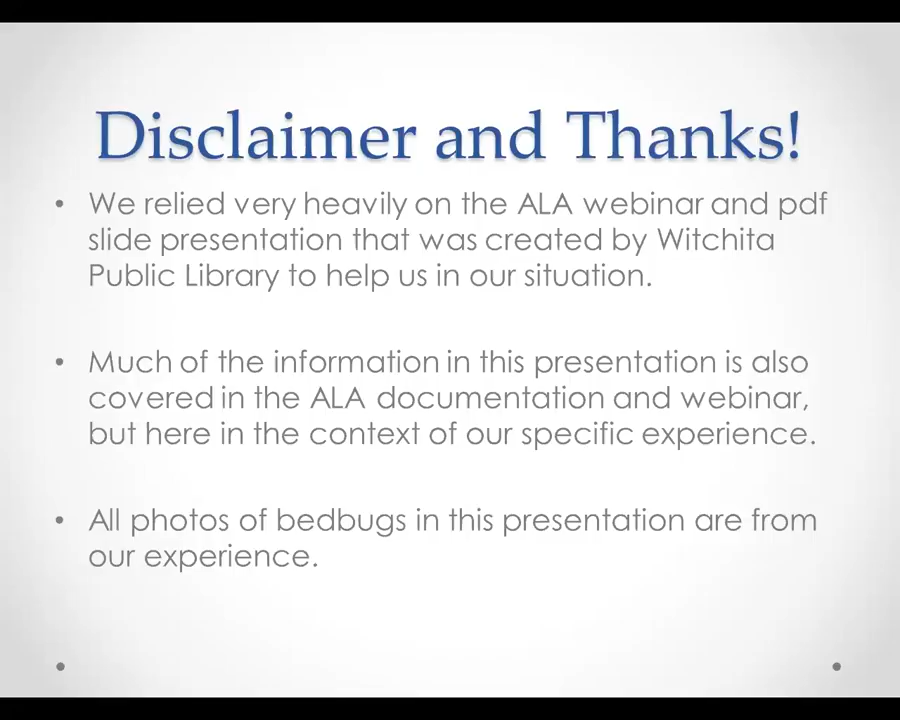 Disclaimer and Thanks!
• We relied very heavily on the ALA webinar and pdf
slide presentation that was created by Witchita
Public Library to help us in our situation.
• Much of the information in this presentation is also
covered in the ALA documentation and webinar,
but here in the context of our specific experience.
• All photos of bedbugs in this presentation are from
our experience.